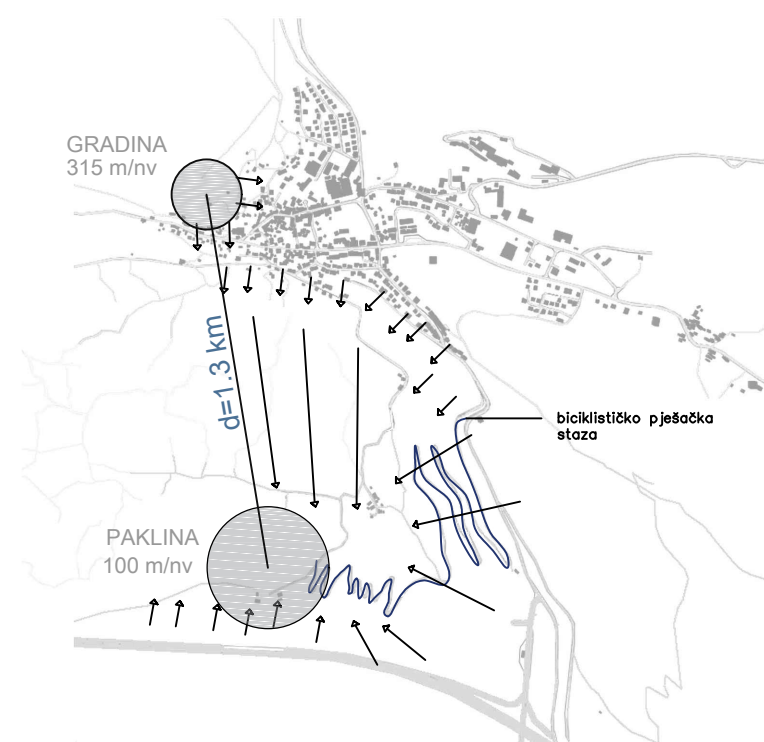 GRADINA
315 m/nv
d=1.3 km
biciklističko pješačka
staza
PAKLINA
100 m/nv